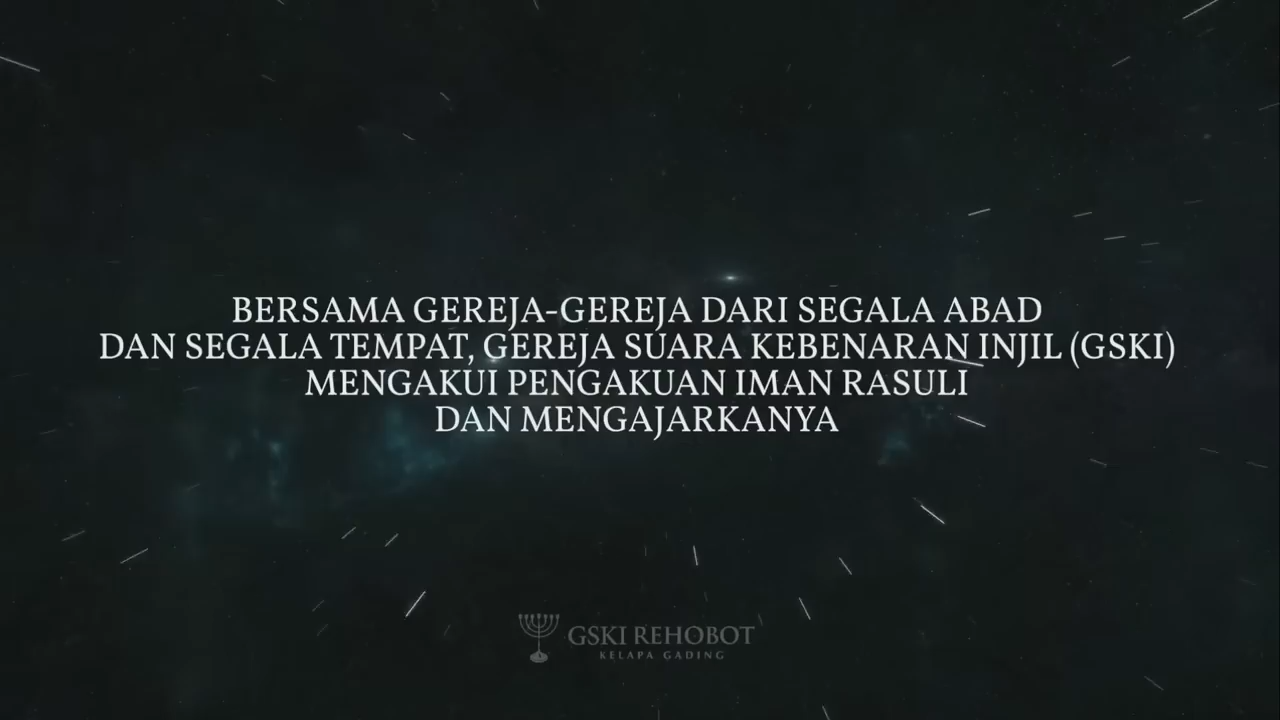 BERSAMA GEREJA-GEREJA DARI SEGALA ABAD
DAN SEGALA TEMPAT, GEREJA SUARA KEBENARAN INJIL (GSKI)
MENGAKUI PENGAKUAN IMAN RASULI
DAN MENGAJARKANYA
GSKI REHOBOT
KELAPA GADING